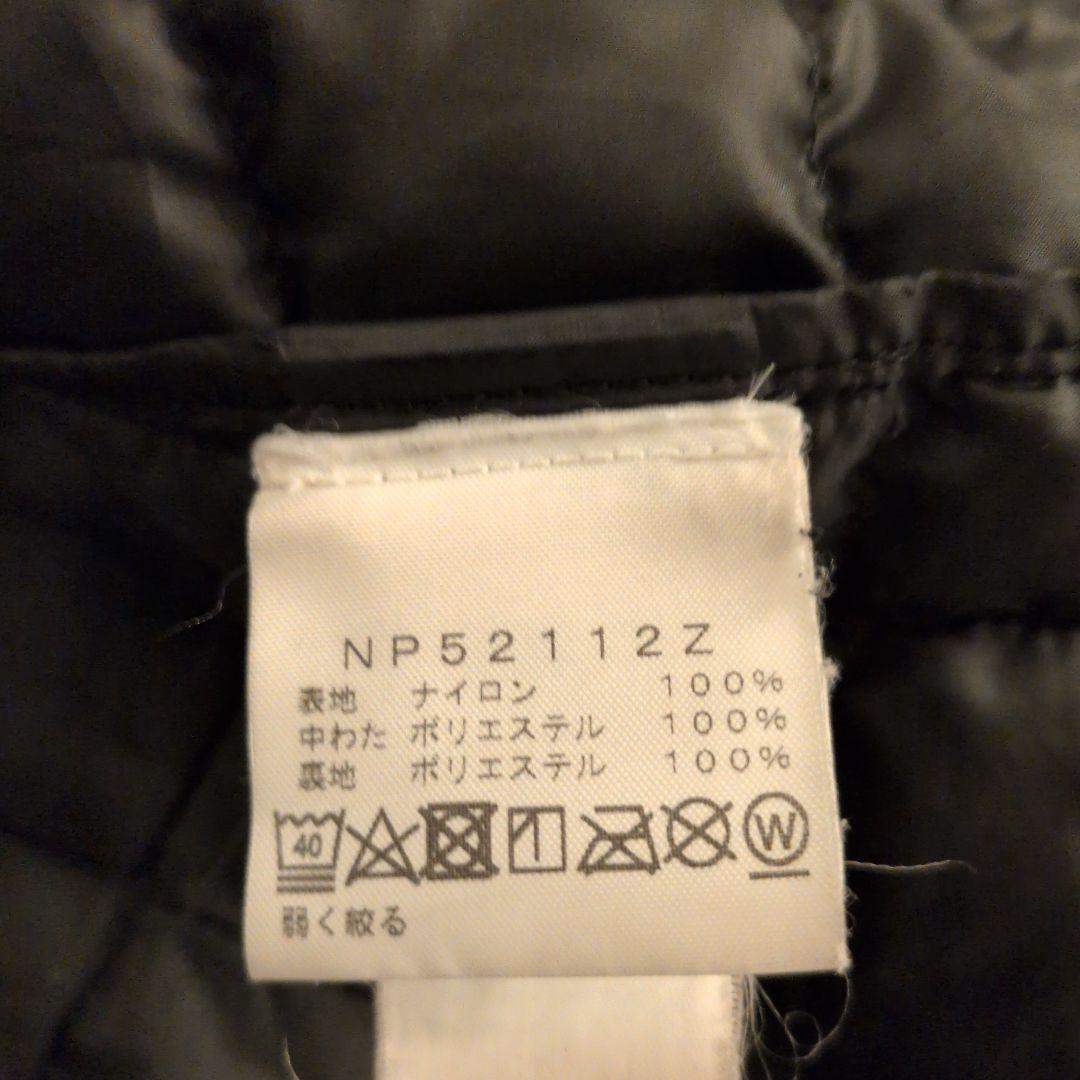 NP52112Z
表地 ナイロン 100%
中わた ポリエステル 100%
裏地 ポリエステル 100%
40 W
弱く絞る